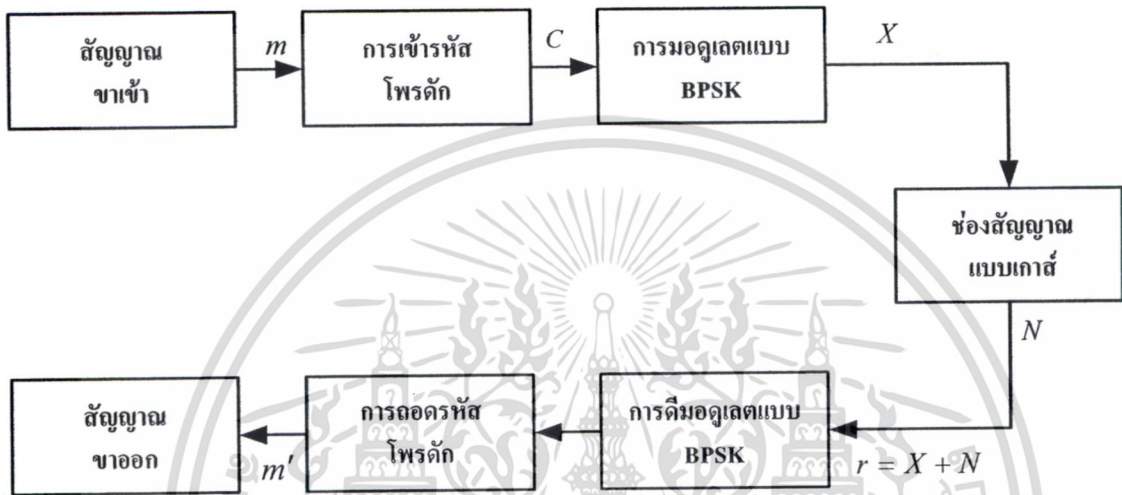 สัญญาณ
ขาเข้า
m
การเข้ารหัส
โพรดัก
C
การมอดูเลตแบบ
BPSK
X
ช่องสัญญาณ
แบบเกาส์
N
r = X + N
การดีมอดูเลตแบบ
BPSK
การถอดรหัส
โพรดัก
m'
สัญญาณ
ขาออก